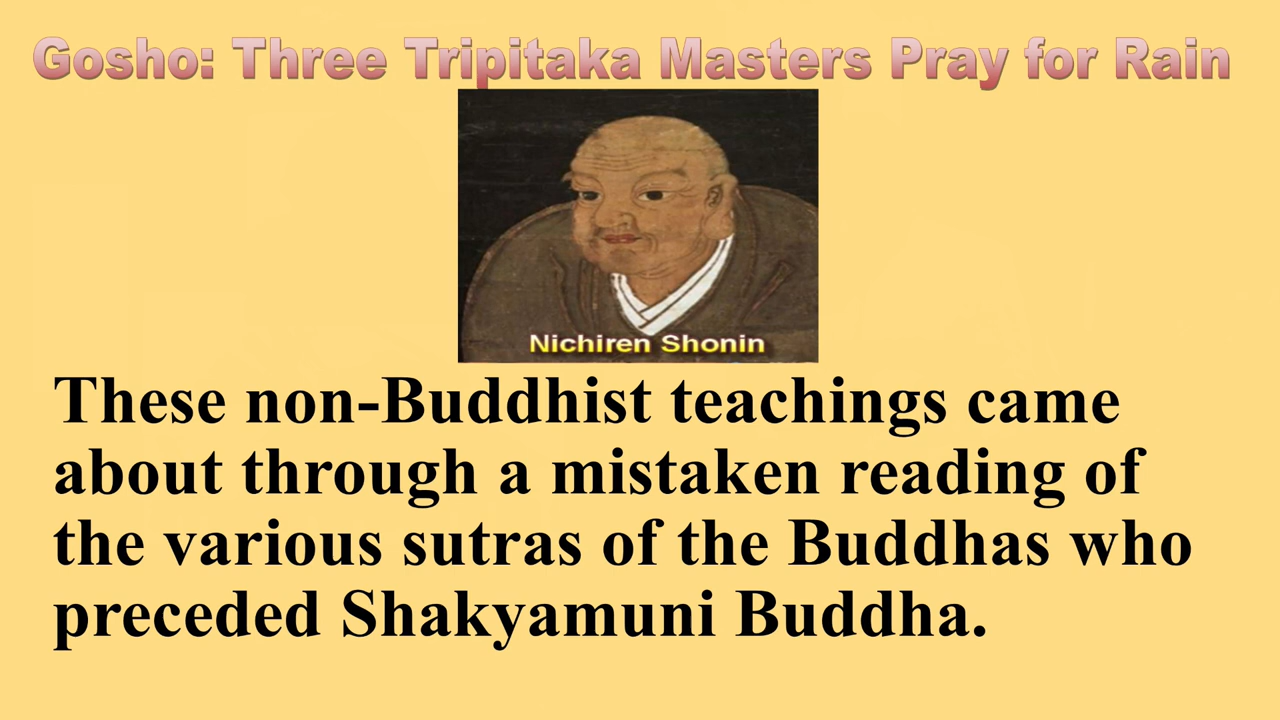 Gosho: Three Tripitaka Masters Pray for Rain
Nichiren Shonin
These non-Buddhist teachings came
about through a mistaken reading of
the various sutras of the Buddhas who
preceded Shakyamuni Buddha.